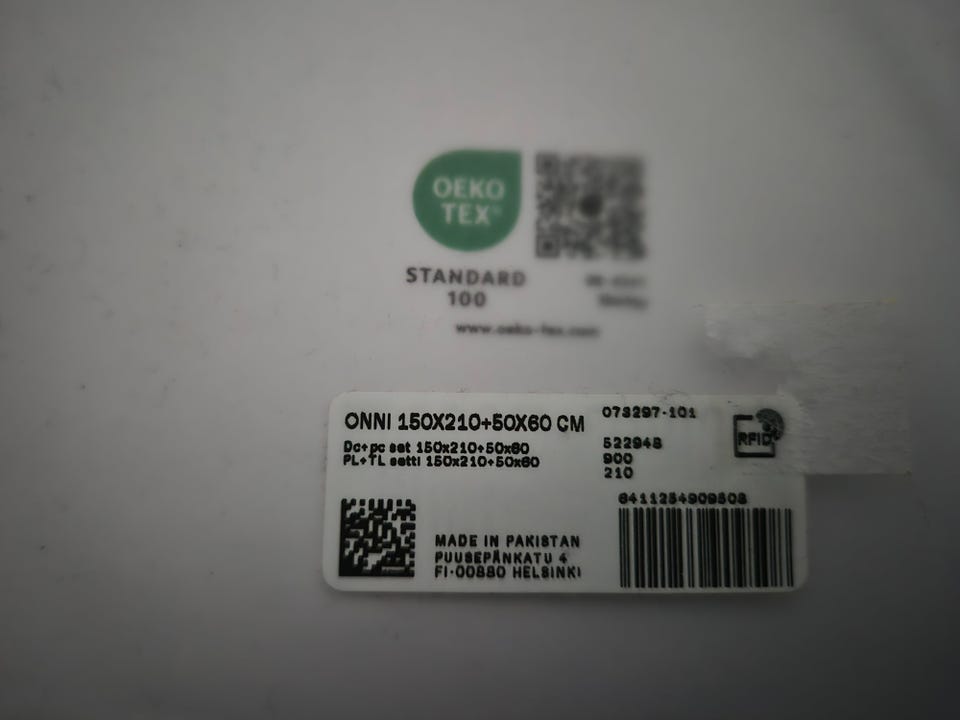 OEKO
TEX®
STANDARD
100
www.oeko-tex.com
ONNI 150X210+50X60 CM
Dc+pc set 150x210+50x60
PL+TL setti 150x210+50x60
073297-101
522948
900
210
RFID
6411254909508
MADE IN PAKISTAN
PUUSEPÄNKATU 4
FI-00880 HELSINKI